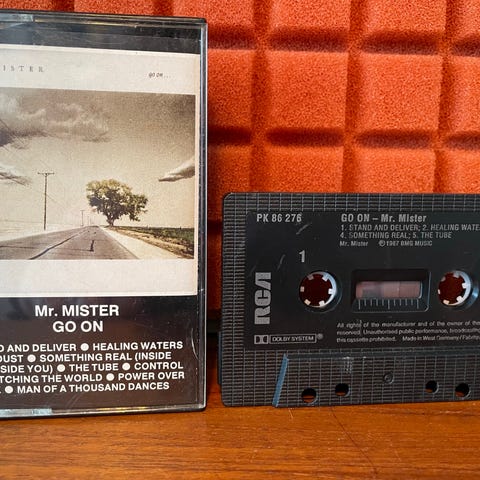 ISTER
go on...
Mr. MISTER
GO ON
D AND DELIVER ● HEALING WATERS
DUST ● SOMETHING REAL (INSIDE
SIDE YOU) ● THE TUBE ● CONTROL
TCHING THE WORLD ● POWER OVER
● MAN OF A THOUSAND DANCES
PK 86 276
GO ON – Mr. Mister
1. STAND AND DELIVER; 2. HEALING WATE
4. SOMETHING REAL; 5. THE TUBE
Mr. Mister ℗1987 BMG MUSIC
1
RCA
DOLBY SYSTEM
All rights of the manufacturer and of the owner of the
reserved. Unauthorised public performance, broadcasting
this cassette prohibited. Made in West Germany/Fabriqu